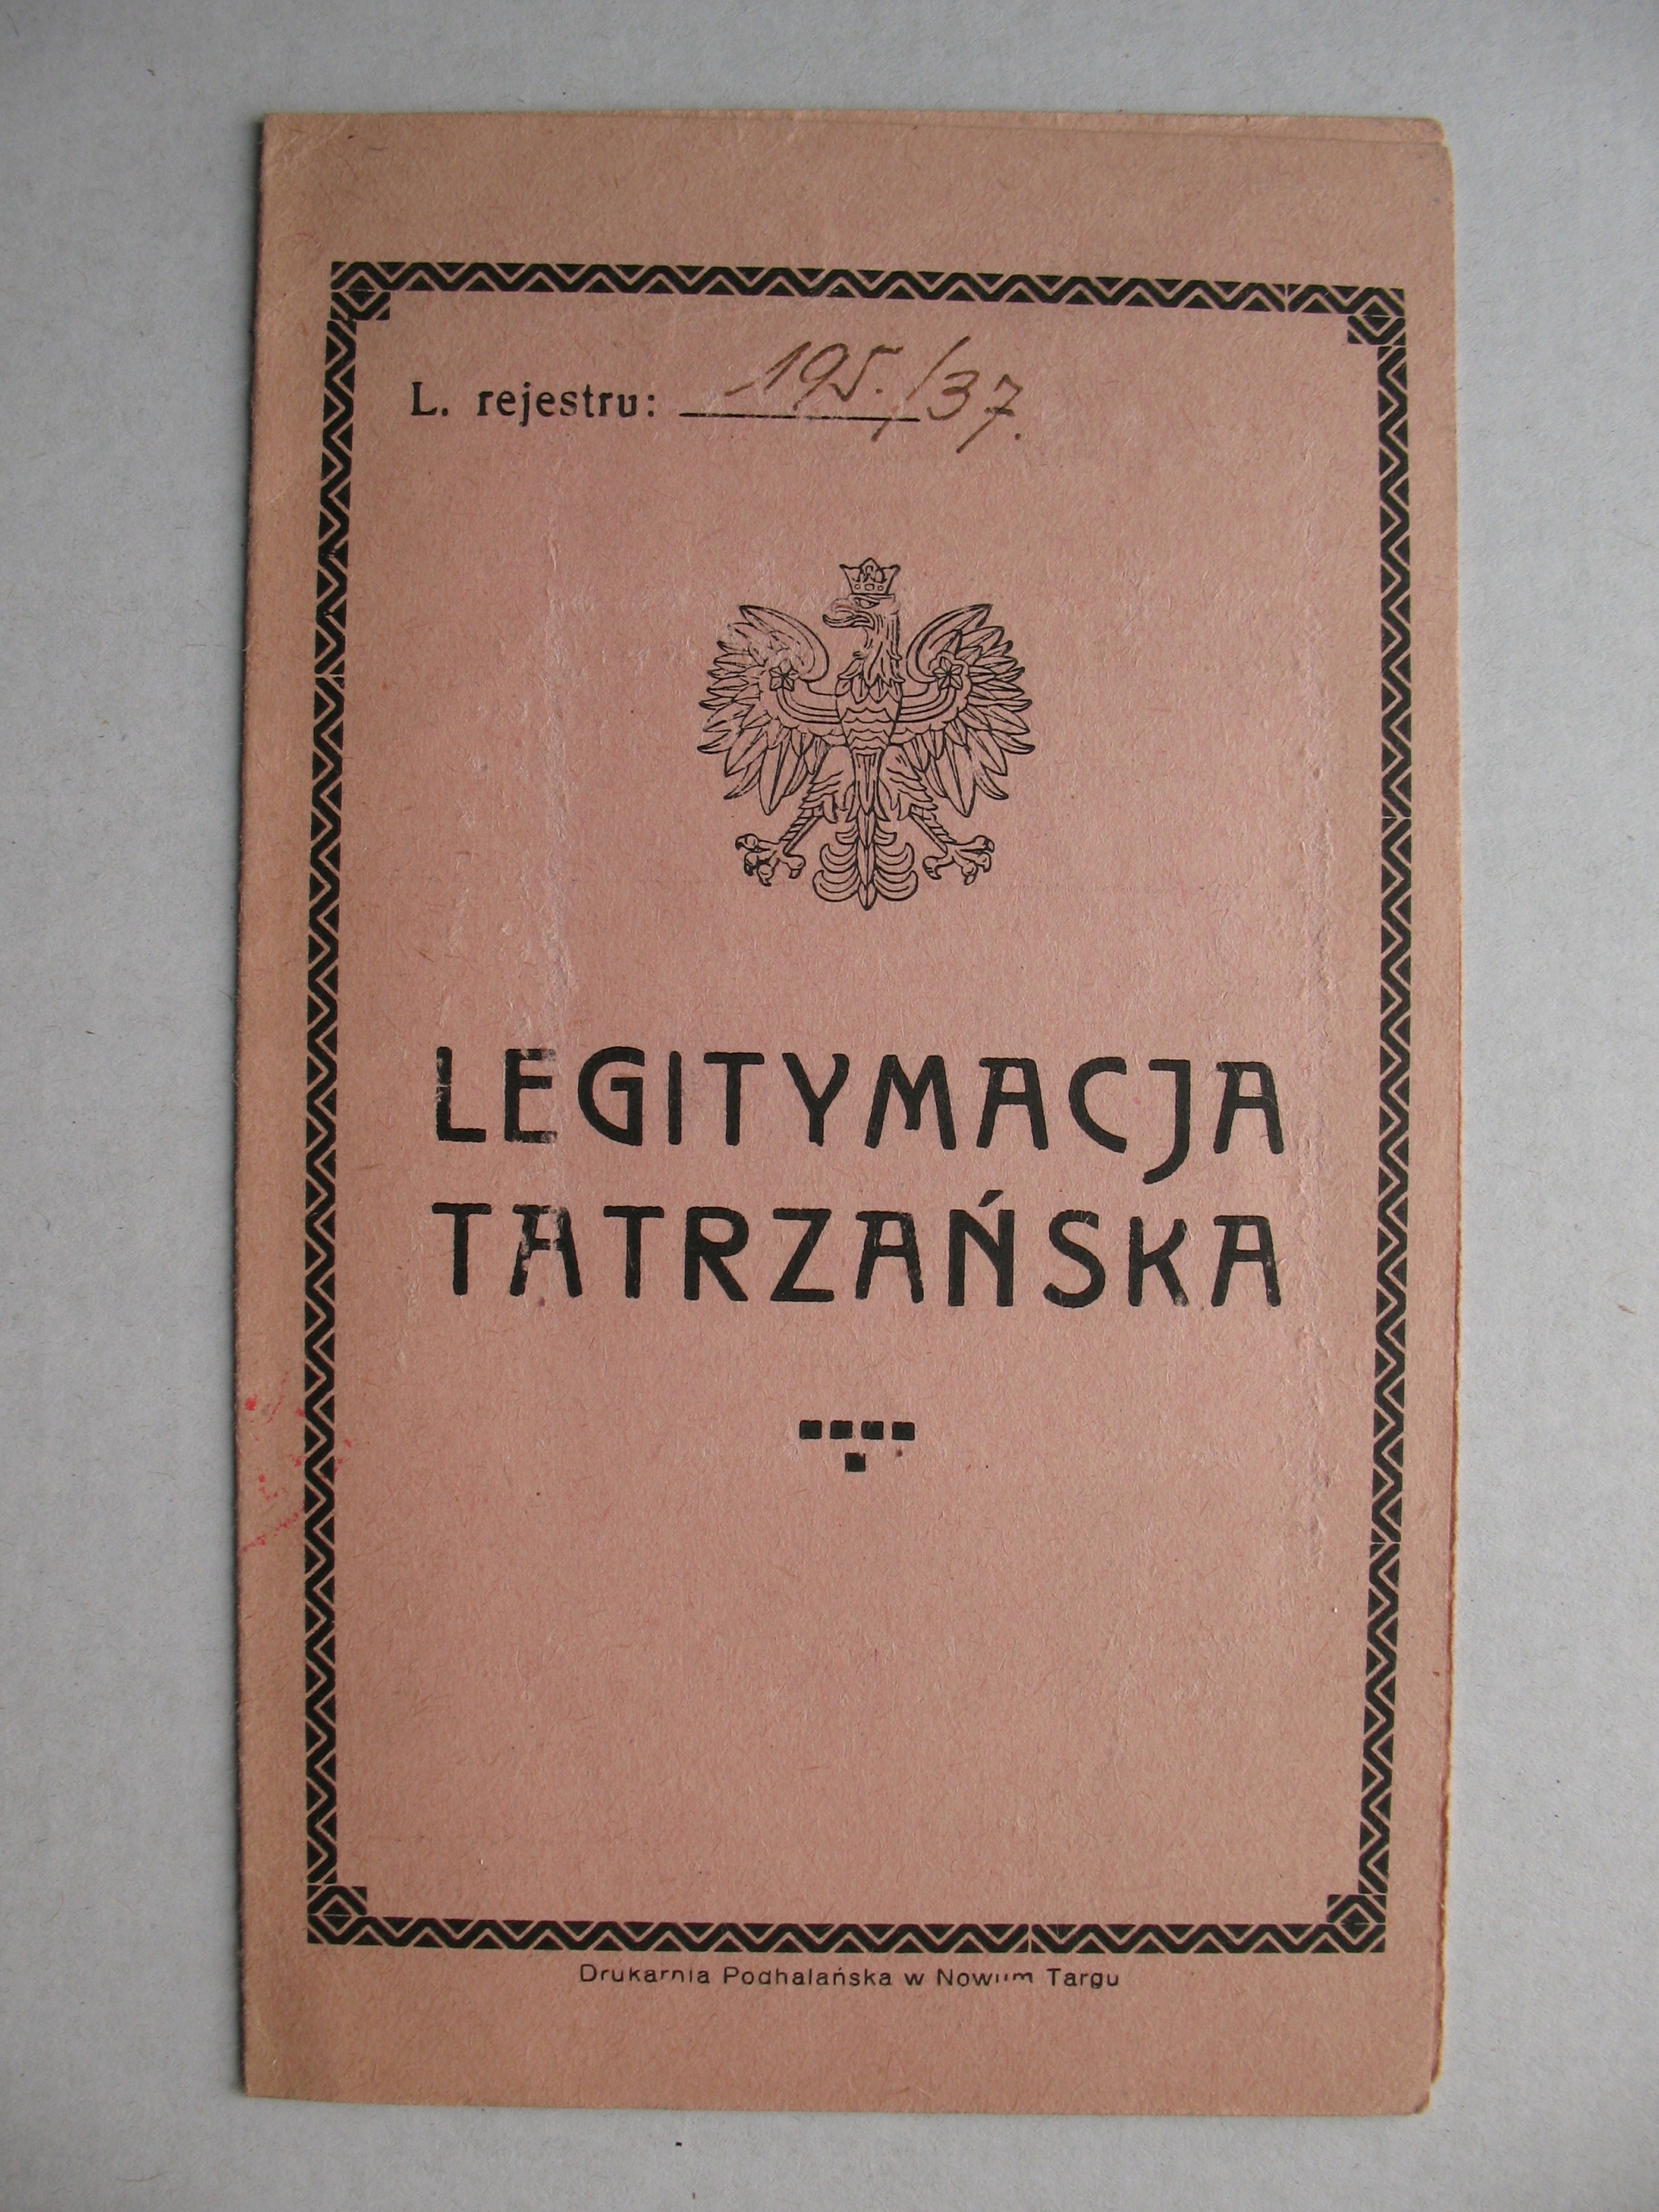 L. rejestru: 195./37.
LEGITYMACJA
TATRZAŃSKA
Drukarnia Podhalańska w Nowym Targu